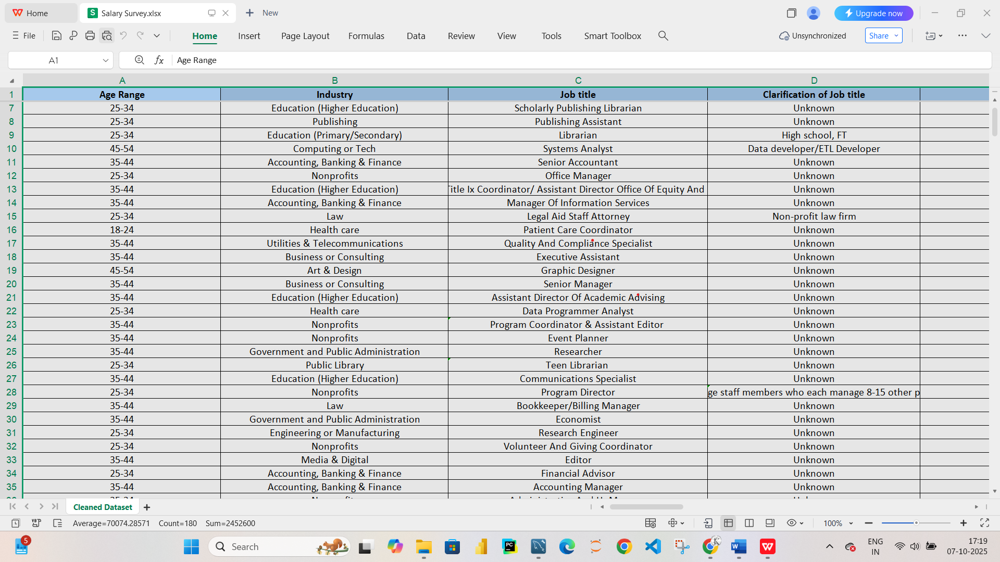 Home
Salary Survey.xlsx
New
Upgrade now
File
Home Insert Page Layout Formulas Data Review View Tools Smart Toolbox
Unsynchronized
Share
A1
fx
Age Range
A B C D
1 Age Range Industry Job title Clarification of Job title
7 25-34 Education (Higher Education) Scholarly Publishing Librarian Unknown
8 25-34 Publishing Publishing Assistant Unknown
9 25-34 Education (Primary/Secondary) Librarian High school, FT
10 45-54 Computing or Tech Systems Analyst Data developer/ETL Developer
11 35-44 Accounting, Banking & Finance Senior Accountant Unknown
12 25-34 Nonprofits Office Manager Unknown
13 35-44 Education (Higher Education) itle Ix Coordinator/ Assistant Director Office Of Equity And Unknown
14 35-44 Accounting, Banking & Finance Manager Of Information Services Unknown
15 25-34 Law Legal Aid Staff Attorney Non-profit law firm
16 18-24 Health care Patient Care Coordinator Unknown
17 35-44 Utilities & Telecommunications Quality And Compliance Specialist Unknown
18 35-44 Business or Consulting Executive Assistant Unknown
19 45-54 Art & Design Graphic Designer Unknown
20 35-44 Business or Consulting Senior Manager Unknown
21 35-44 Education (Higher Education) Assistant Director Of Academic Advising Unknown
22 25-34 Health care Data Programmer Analyst Unknown
23 35-44 Nonprofits Program Coordinator & Assistant Editor Unknown
24 35-44 Nonprofits Event Planner Unknown
25 35-44 Government and Public Administration Researcher Unknown
26 25-34 Public Library Teen Librarian Unknown
27 35-44 Education (Higher Education) Communications Specialist Unknown
28 25-34 Nonprofits Program Director ge staff members who each manage 8-15 other p
29 35-44 Law Bookkeeper/Billing Manager Unknown
30 35-44 Government and Public Administration Economist Unknown
31 25-34 Engineering or Manufacturing Research Engineer Unknown
32 25-34 Nonprofits Volunteer And Giving Coordinator Unknown
33 35-44 Media & Digital Editor Unknown
34 25-34 Accounting, Banking & Finance Financial Advisor Unknown
35 35-44 Accounting, Banking & Finance Accounting Manager Unknown
Cleaned Dataset
Average=70074.28571 Count=180 Sum=2452600
100%
5
Search
ENG
IN
17:19
07-10-2025